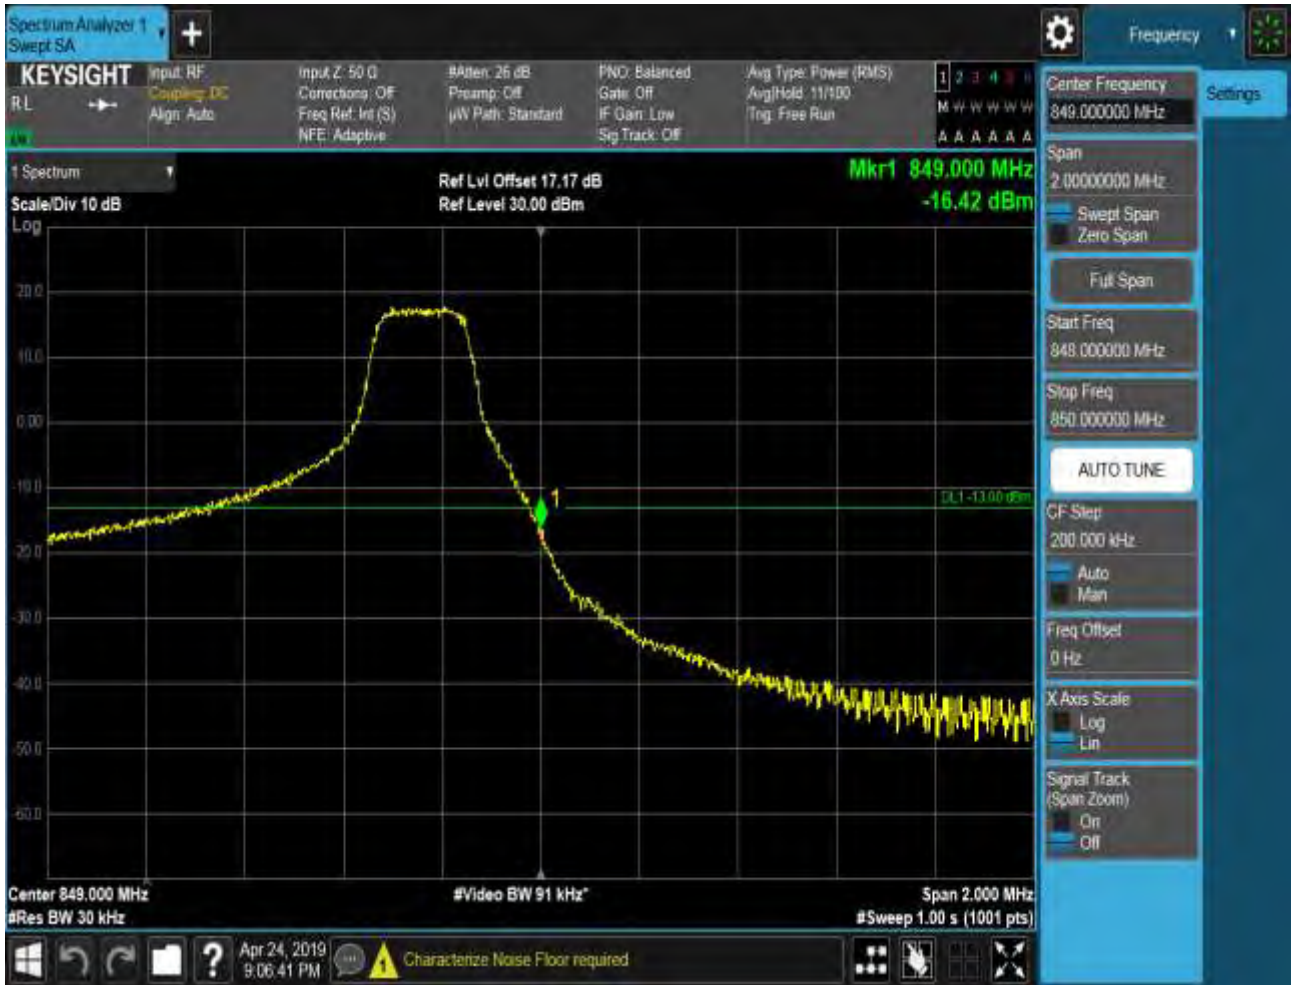 Spectrum Analyzer 1
Swept SA
Frequency
KEYSIGHT
RL
Input: RF
Coupling: DC
Align: Auto
Input Z: 50 Ω
Corrections: Off
Freq Ref: Int (S)
NFE: Adaptive
#Atten: 26 dB
Preamp: Off
µW Path: Standard
PNO: Balanced
Gate: Off
IF Gain: Low
Sig Track: Off
Avg Type: Power (RMS)
Avg|Hold: 11/100
Trig: Free Run
1 2 3 4 5 6
M W W W W W
A A A A A A
Settings
1 Spectrum
Scale/Div 10 dB
Ref Lvl Offset 17.17 dB
Ref Level 30.00 dBm
Mkr1 849.000 MHz
-16.42 dBm
Log
20.0
10.0
0.00
-10.0
-20.0
-30.0
-40.0
-50.0
-60.0
1
DL1 -13.00 dBm
Center 849.000 MHz
#Video BW 91 kHz*
Span 2.000 MHz
#Res BW 30 kHz
#Sweep 1.00 s (1001 pts)
Center Frequency
849.000000 MHz
Span
2.00000000 MHz
Swept Span
Zero Span
Full Span
Start Freq
848.000000 MHz
Stop Freq
850.000000 MHz
AUTO TUNE
CF Step
200.000 kHz
Auto
Man
Freq Offset
0 Hz
X Axis Scale
Log
Lin
Signal Track
(Span Zoom)
On
Off
?
Apr 24, 2019
9:06:41 PM
1
Characterize Noise Floor required